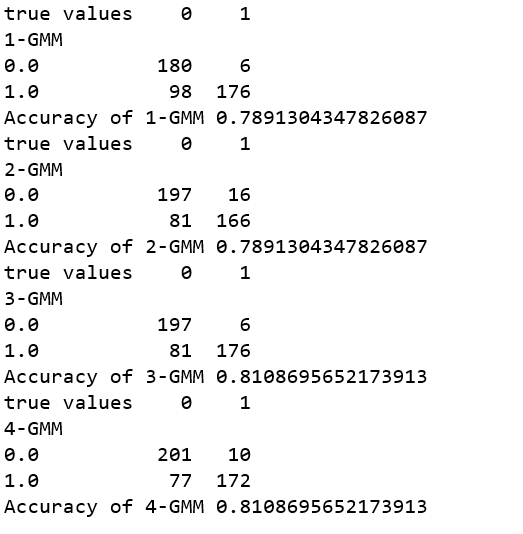 true values    0    1
1-GMM
0.0          180    6
1.0           98  176
Accuracy of 1-GMM 0.7891304347826087
true values    0    1
2-GMM
0.0          197   16
1.0           81  166
Accuracy of 2-GMM 0.7891304347826087
true values    0    1
3-GMM
0.0          197    6
1.0           81  176
Accuracy of 3-GMM 0.8108695652173913
true values    0    1
4-GMM
0.0          201   10
1.0           77  172
Accuracy of 4-GMM 0.8108695652173913